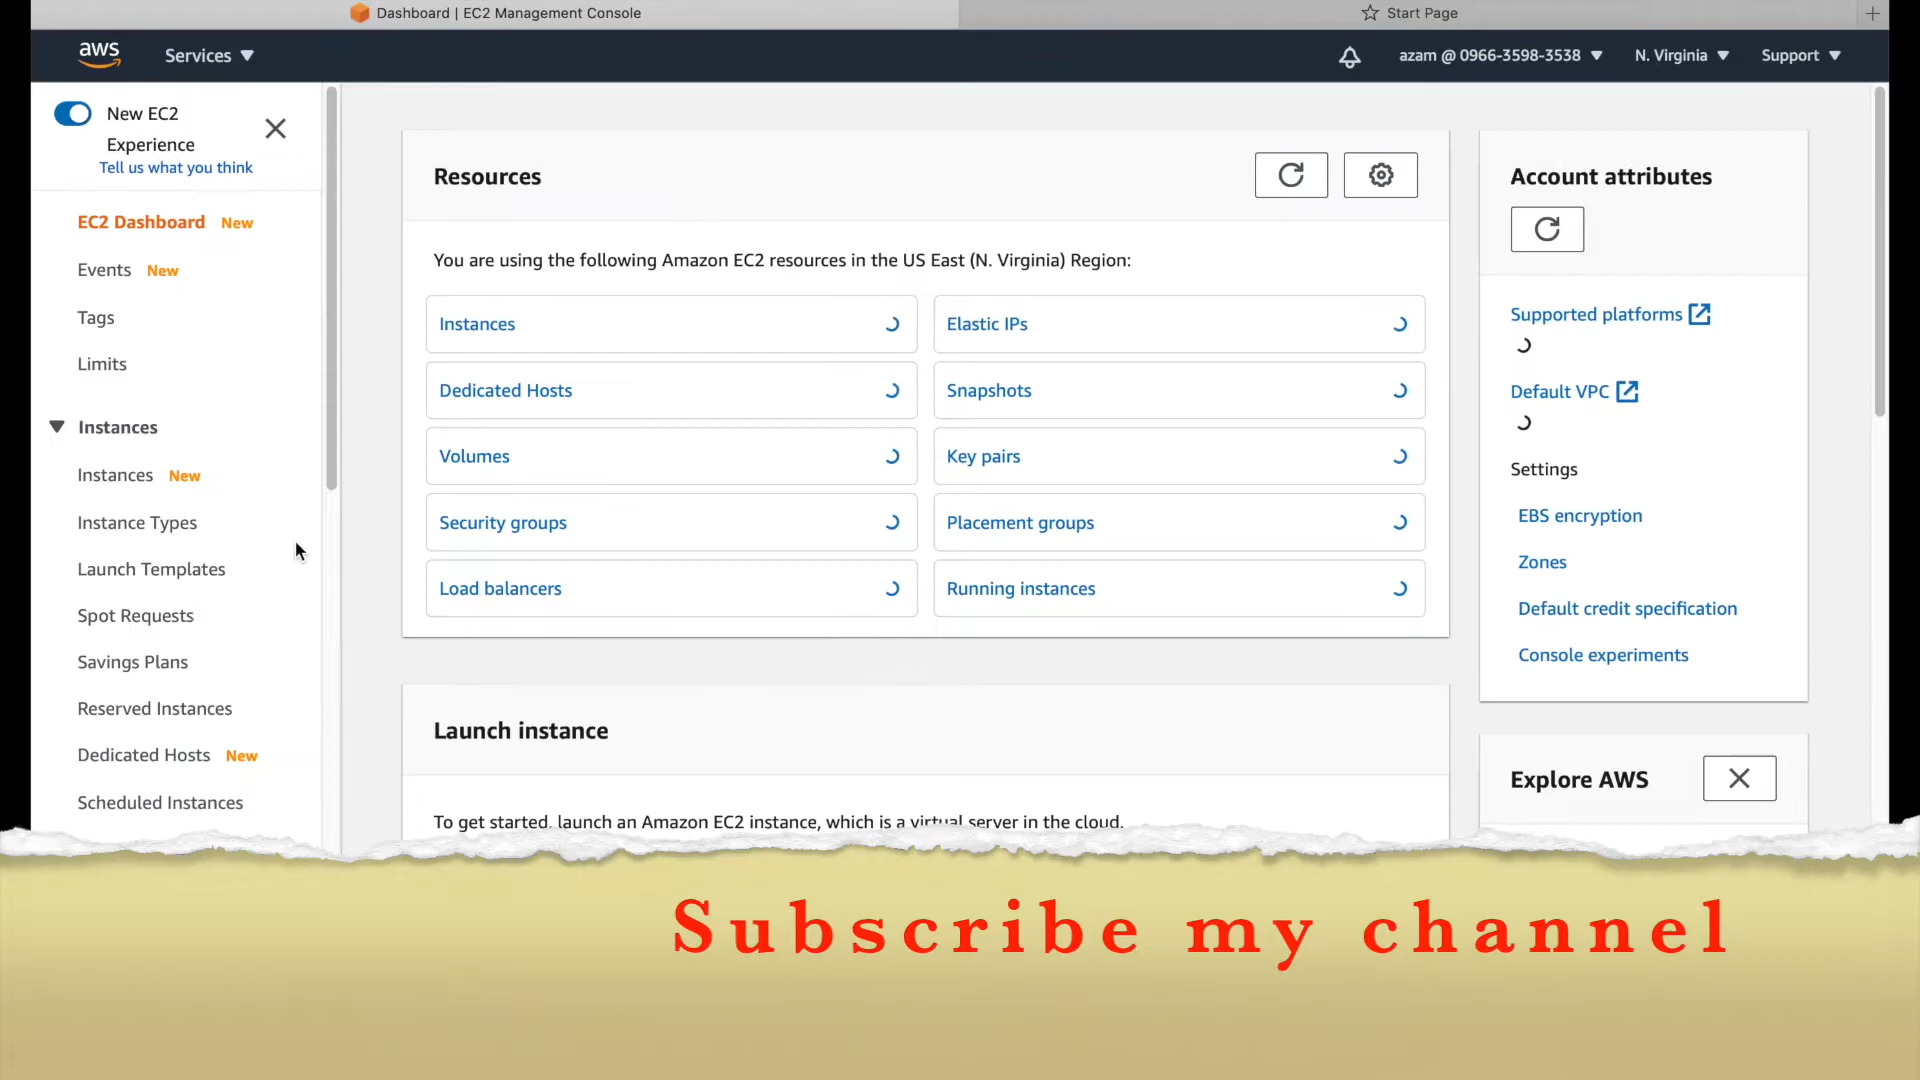 Dashboard | EC2 Management Console
Start Page
aws
Services
azam @ 0966-3598-3538
N. Virginia
Support
New EC2
Experience
Tell us what you think
EC2 Dashboard New
Events New
Tags
Limits
Instances
Instances New
Instance Types
Launch Templates
Spot Requests
Savings Plans
Reserved Instances
Dedicated Hosts New
Scheduled Instances
Resources
You are using the following Amazon EC2 resources in the US East (N. Virginia) Region:
Instances
Elastic IPs
Dedicated Hosts
Snapshots
Volumes
Key pairs
Security groups
Placement groups
Load balancers
Running instances
Launch instance
To get started, launch an Amazon EC2 instance, which is a virtual server in the cloud.
Account attributes
Supported platforms
Default VPC
Settings
EBS encryption
Zones
Default credit specification
Console experiments
Explore AWS
Subscribe my channel